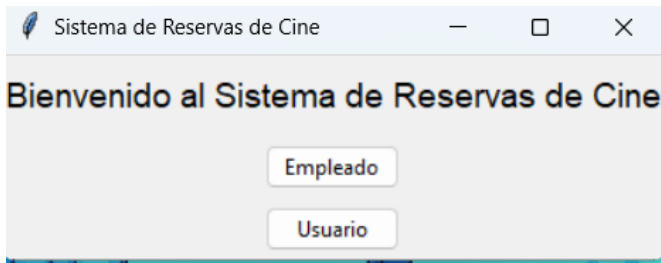 Sistema de Reservas de Cine
Bienvenido al Sistema de Reservas de Cine
Empleado
Usuario